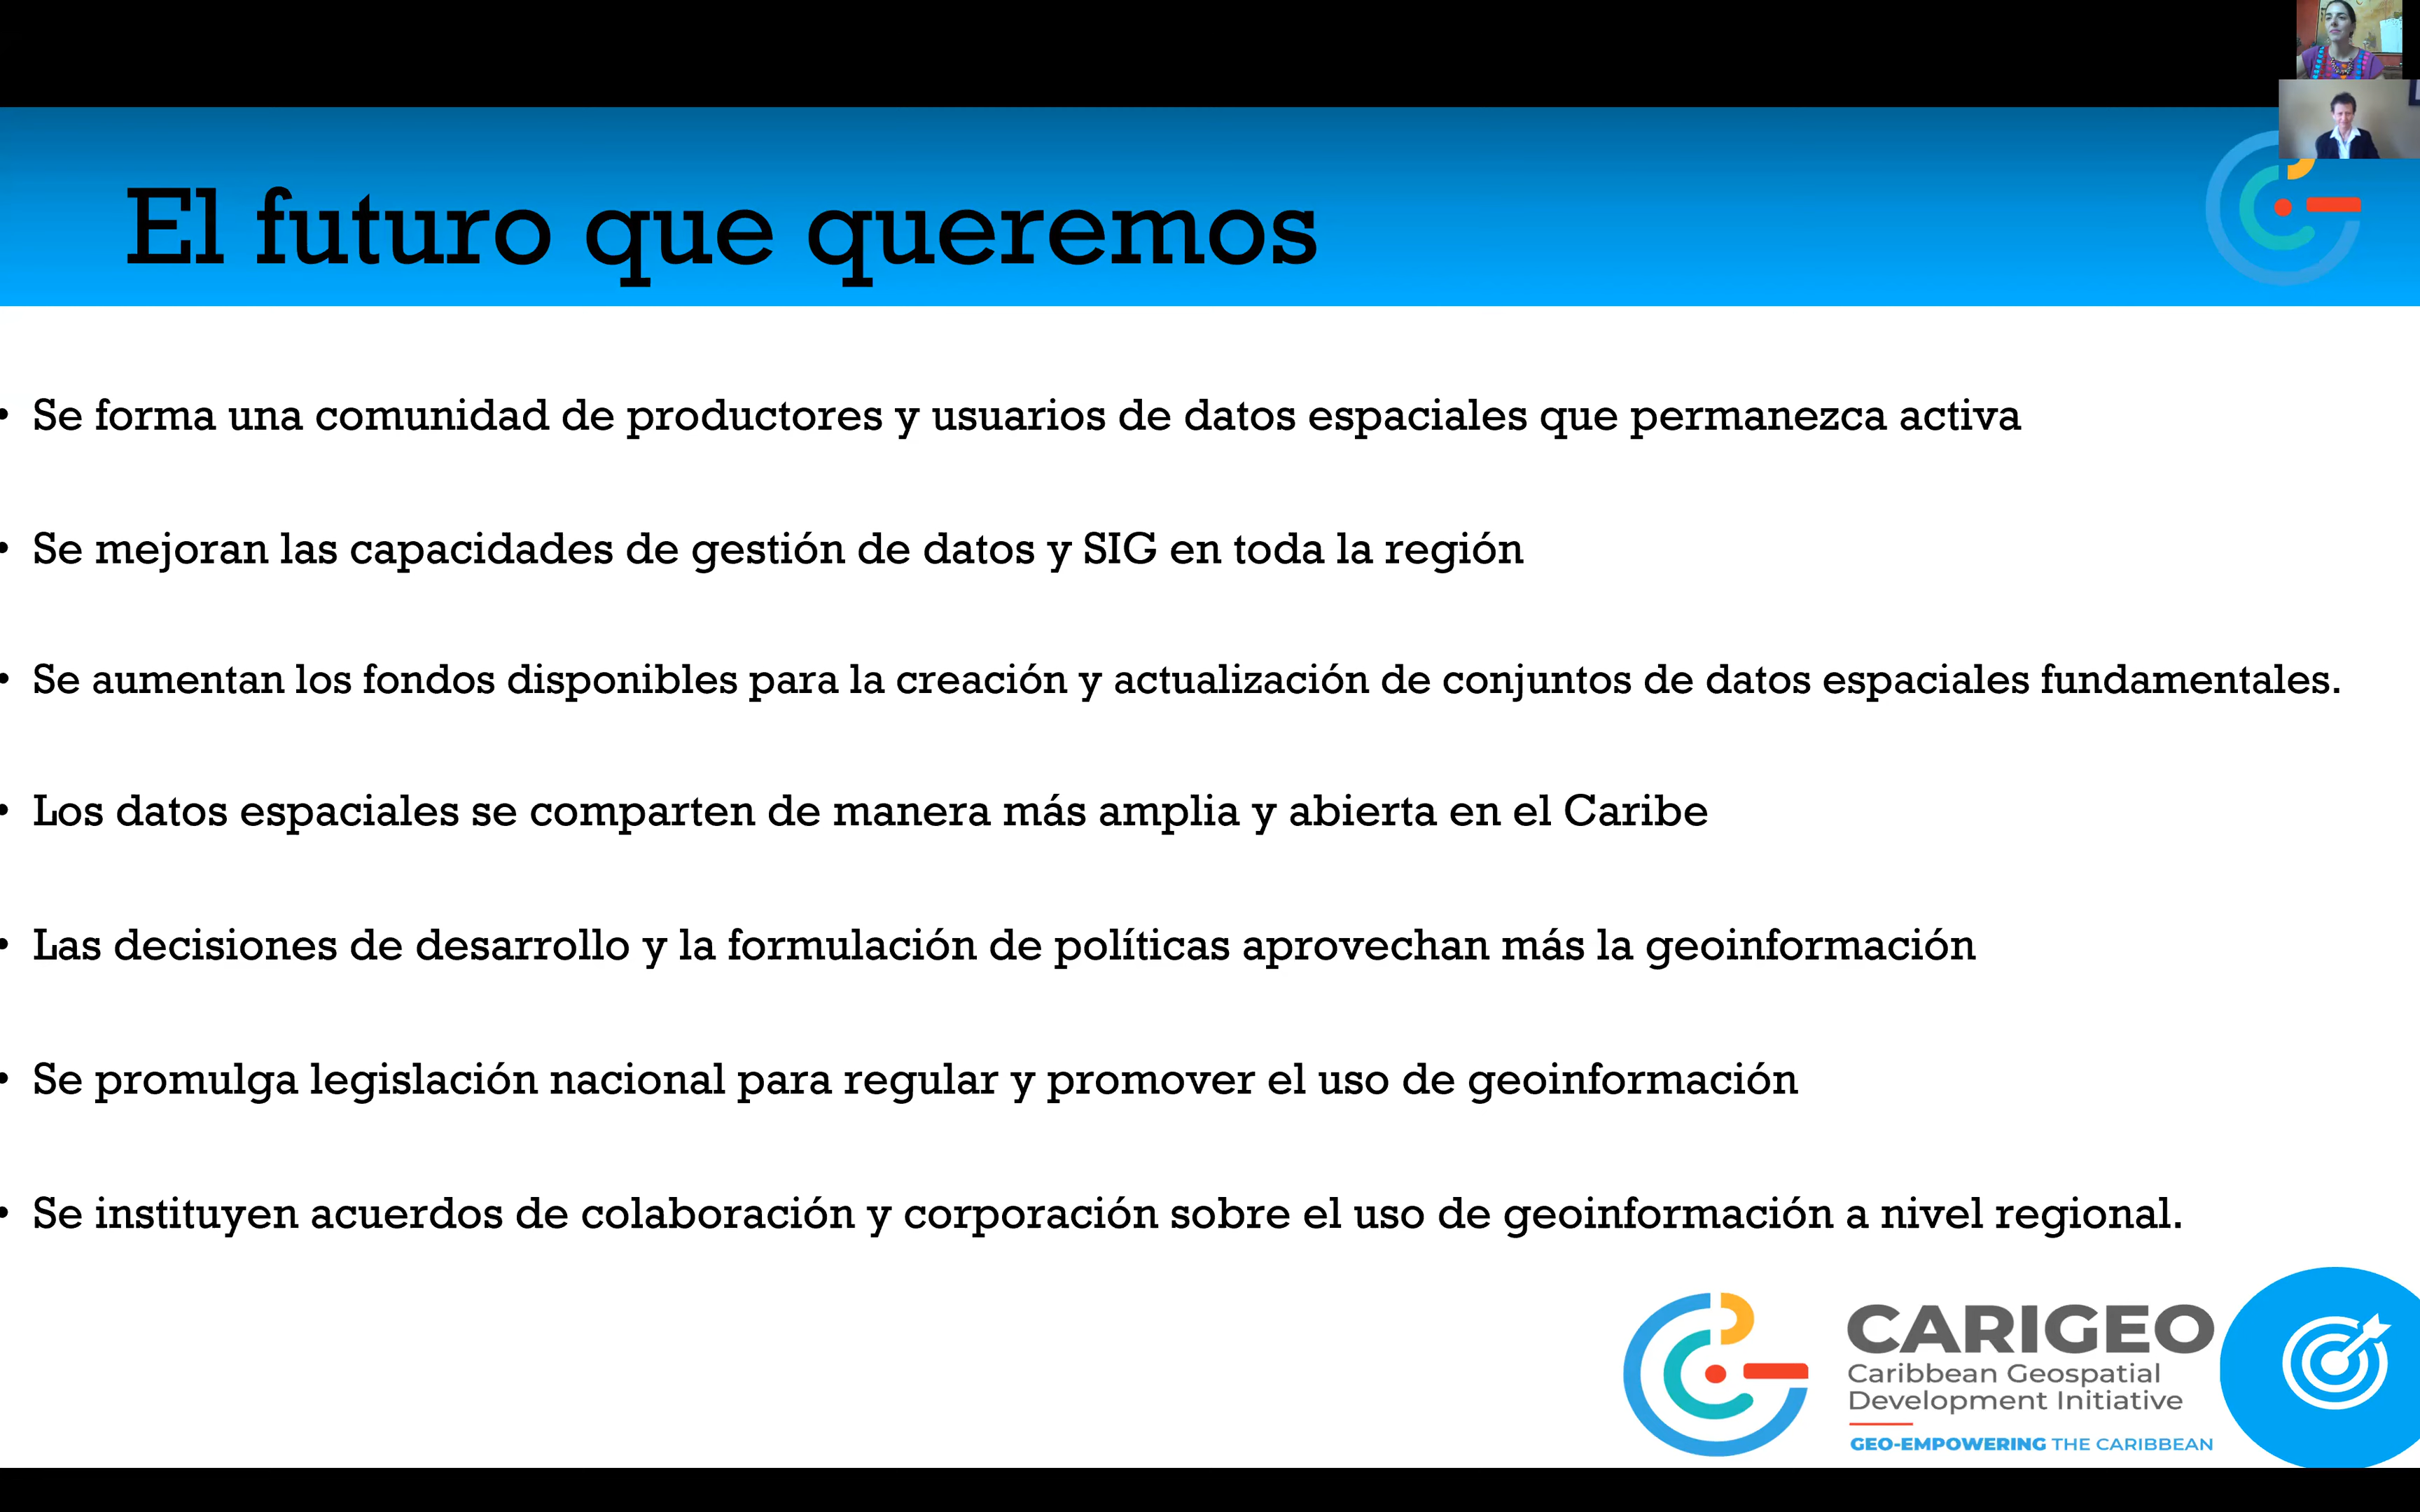 El futuro que queremos
• Se forma una comunidad de productores y usuarios de datos espaciales que permanezca activa
• Se mejoran las capacidades de gestión de datos y SIG en toda la región
• Se aumentan los fondos disponibles para la creación y actualización de conjuntos de datos espaciales fundamentales.
• Los datos espaciales se comparten de manera más amplia y abierta en el Caribe
• Las decisiones de desarrollo y la formulación de políticas aprovechan más la geoinformación
• Se promulga legislación nacional para regular y promover el uso de geoinformación
• Se instituyen acuerdos de colaboración y corporación sobre el uso de geoinformación a nivel regional.
CARIGEO
Caribbean Geospatial
Development Initiative
GEO-EMPOWERING THE CARIBBEAN